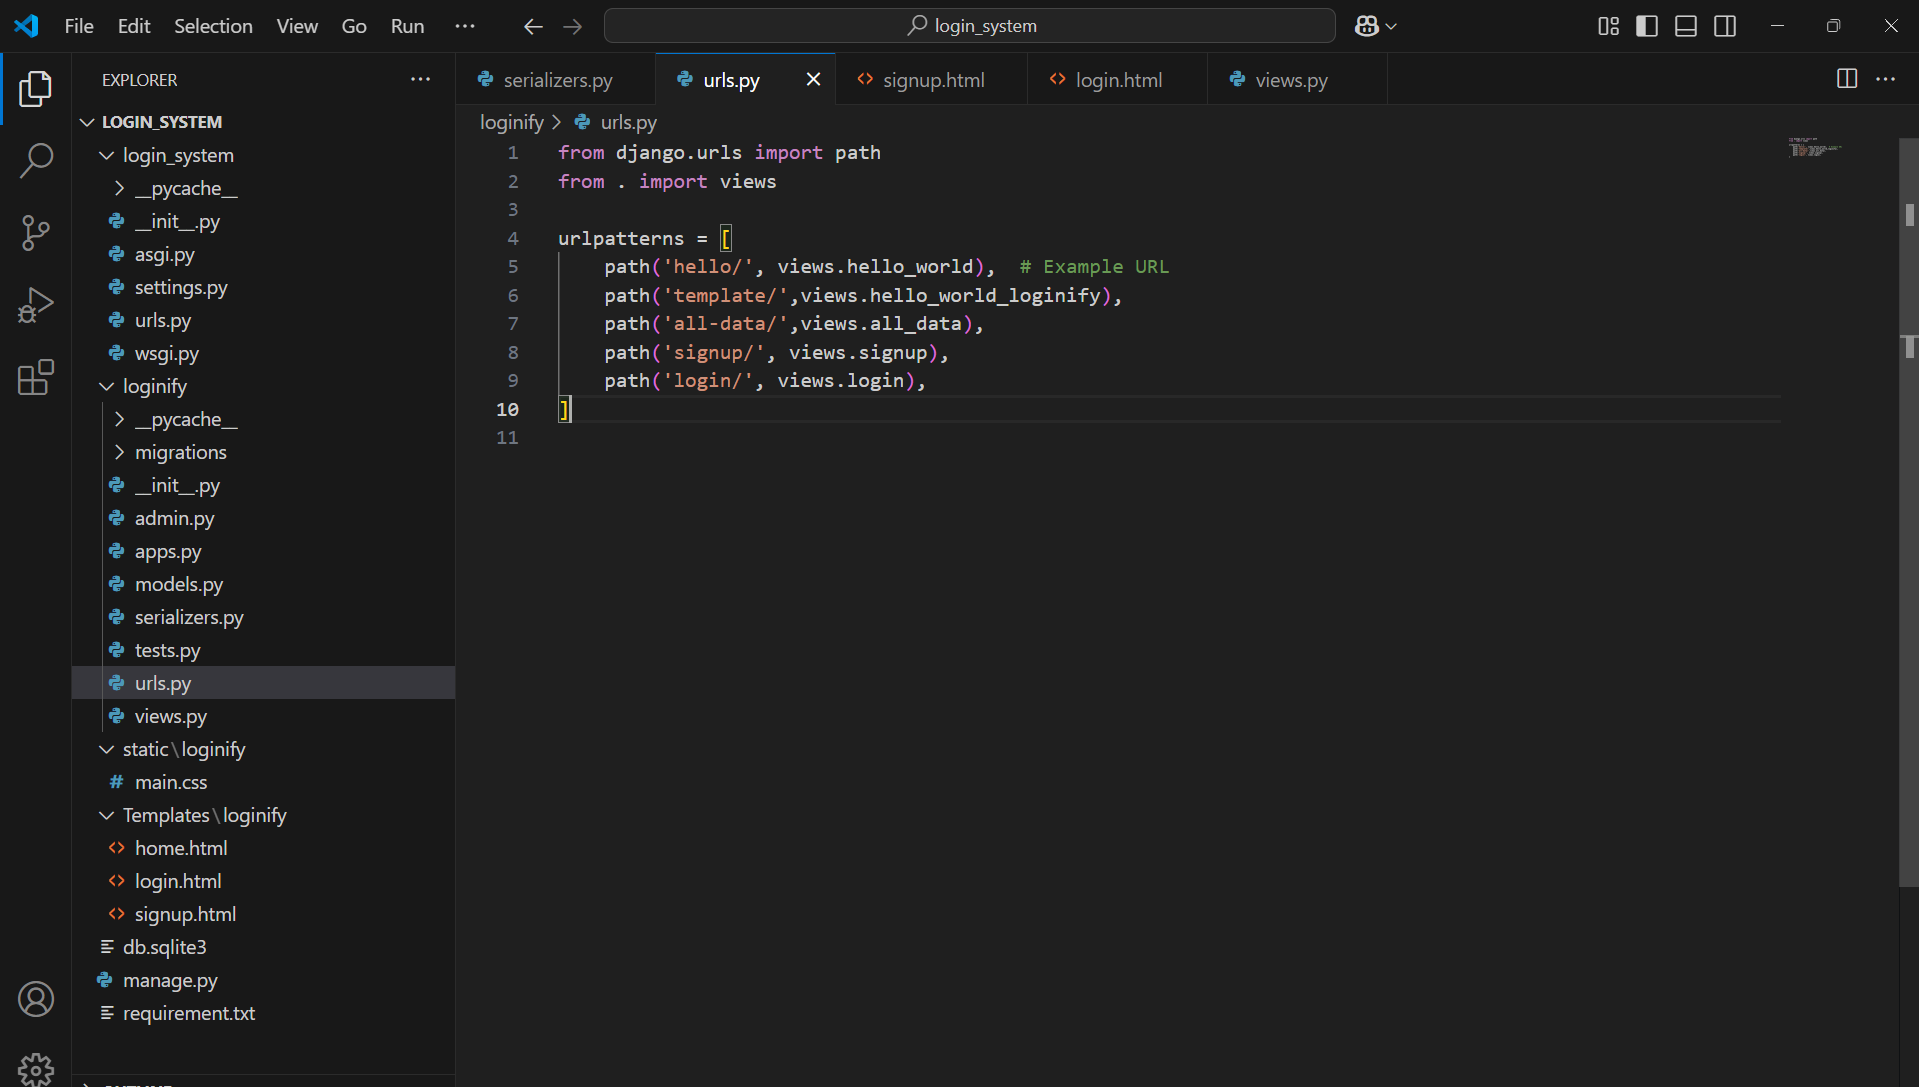 File Edit Selection View Go Run ··· login_system
EXPLORER ···
LOGIN_SYSTEM
login_system
__pycache__
__init__.py
asgi.py
settings.py
urls.py
wsgi.py
loginify
__pycache__
migrations
__init__.py
admin.py
apps.py
models.py
serializers.py
tests.py
urls.py
views.py
static\loginify
# main.css
Templates\loginify
<> home.html
<> login.html
<> signup.html
db.sqlite3
manage.py
requirement.txt
serializers.py urls.py <> signup.html <> login.html views.py ···
loginify > urls.py
1 from django.urls import path
2 from . import views
3
4 urlpatterns = [
5     path('hello/', views.hello_world),  # Example URL
6     path('template/',views.hello_world_loginify),
7     path('all-data/',views.all_data),
8     path('signup/', views.signup),
9     path('login/', views.login),
10 ]
11